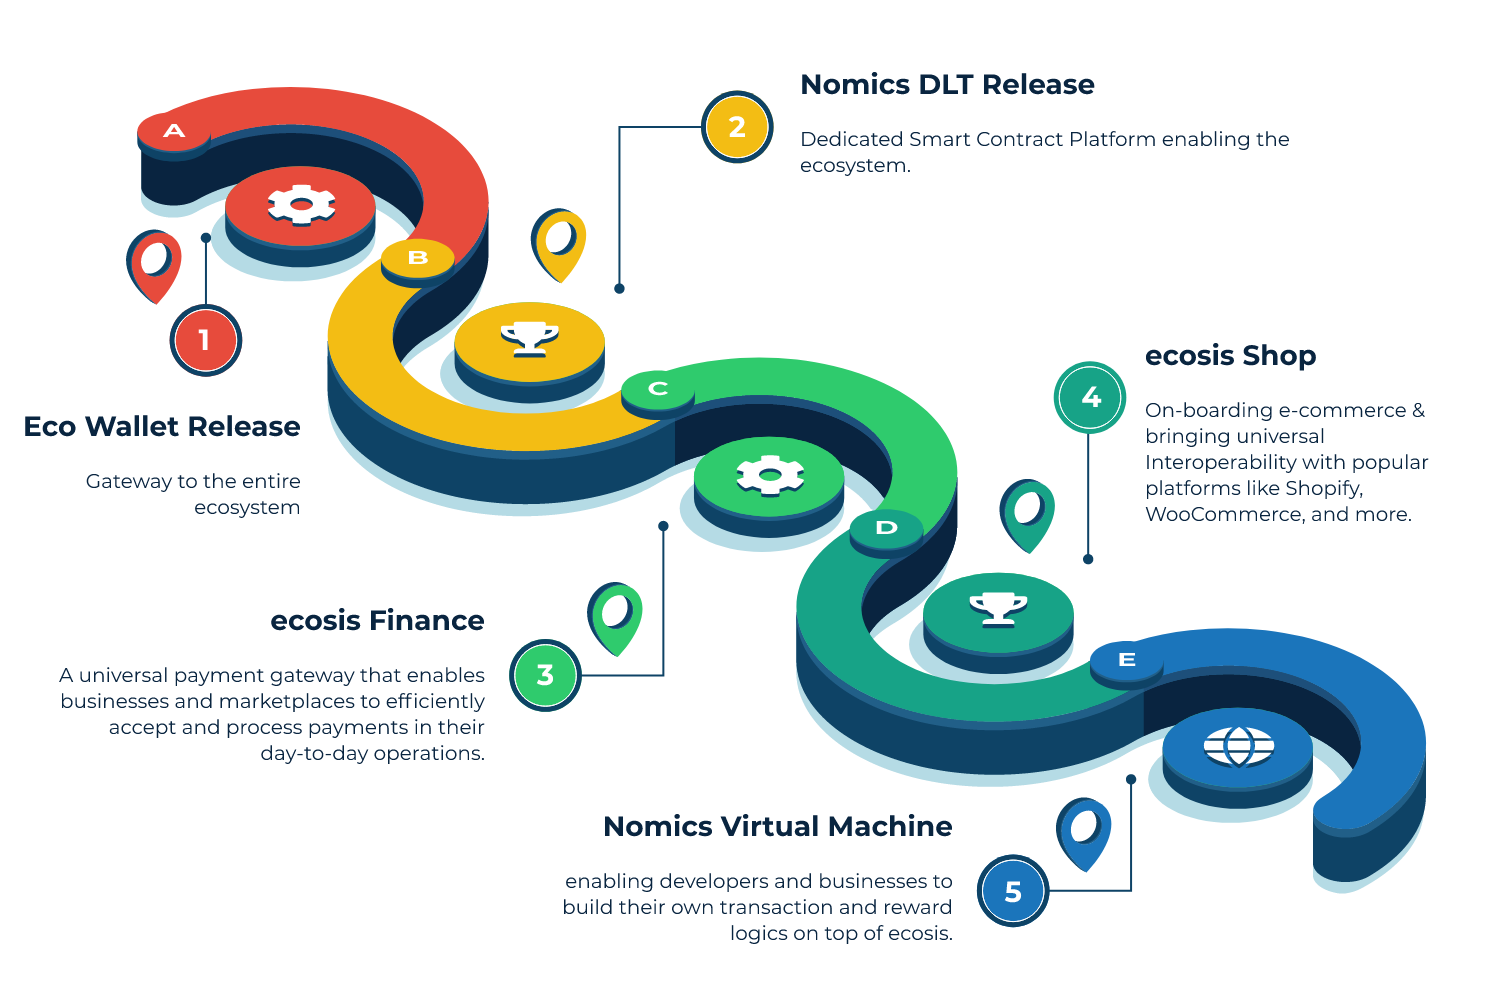 A
1
Eco Wallet Release
Gateway to the entire
ecosystem
B
2
Nomics DLT Release
Dedicated Smart Contract Platform enabling the
ecosystem.
C
3
ecosis Finance
A universal payment gateway that enables
businesses and marketplaces to efficiently
accept and process payments in their
day-to-day operations.
D
4
ecosis Shop
On-boarding e-commerce &
bringing universal
Interoperability with popular
platforms like Shopify,
WooCommerce, and more.
E
5
Nomics Virtual Machine
enabling developers and businesses to
build their own transaction and reward
logics on top of ecosis.